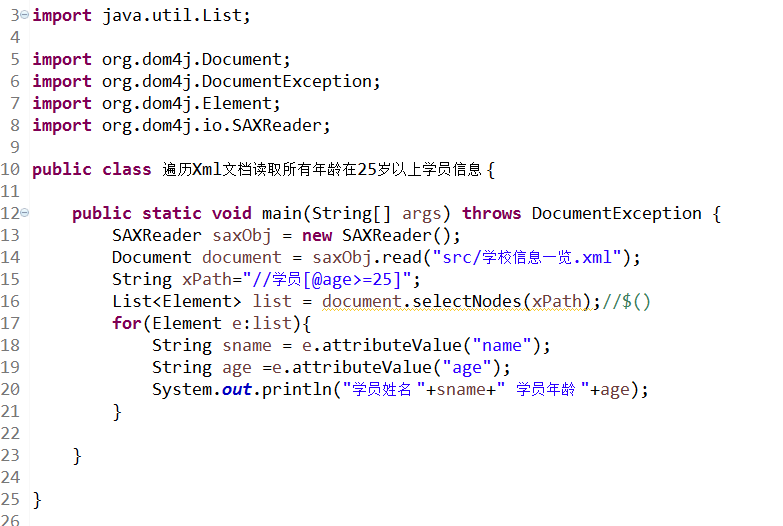 3 import java.util.List;
4
5 import org.dom4j.Document;
6 import org.dom4j.DocumentException;
7 import org.dom4j.Element;
8 import org.dom4j.io.SAXReader;
9
10 public class 遍历Xml文档读取所有年龄在25岁以上学员信息 {
11
12     public static void main(String[] args) throws DocumentException {
13         SAXReader saxObj = new SAXReader();
14         Document document = saxObj.read("src/学校信息一览.xml");
15         String xPath="//学员[@age>=25]";
16         List<Element> list = document.selectNodes(xPath);//$()
17         for(Element e:list){
18             String sname = e.attributeValue("name");
19             String age =e.attributeValue("age");
20             System.out.println("学员姓名 "+sname+" 学员年龄 "+age);
21         }
22
23     }
24
25 }
26